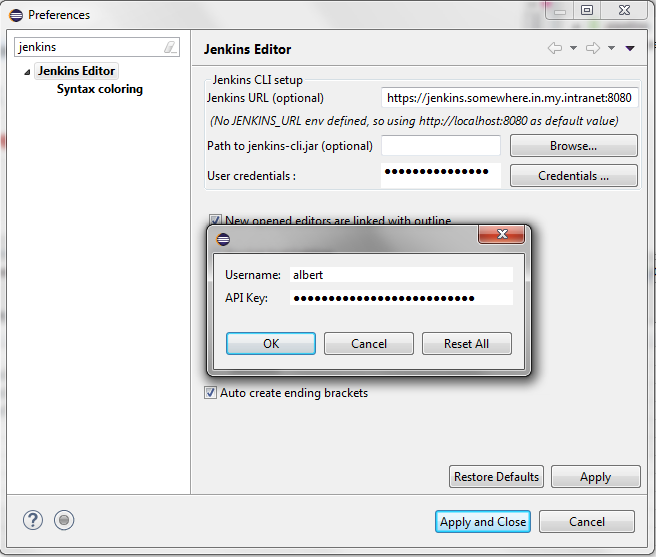 Preferences
jenkins
Jenkins Editor
Syntax coloring
Jenkins Editor
Jenkins CLI setup
Jenkins URL (optional) https://jenkins.somewhere.in.my.intranet:8080
(No JENKINS_URL env defined, so using http://localhost:8080 as default value)
Path to jenkins-cli.jar (optional) Browse...
User credentials : ●●●●●●●●●●●●●●● Credentials ...
New opened editors are linked with outline
Username: albert
API Key: ●●●●●●●●●●●●●●●●●●●●●●●●●●
OK Cancel Reset All
Auto create ending brackets
Restore Defaults Apply
? Apply and Close Cancel